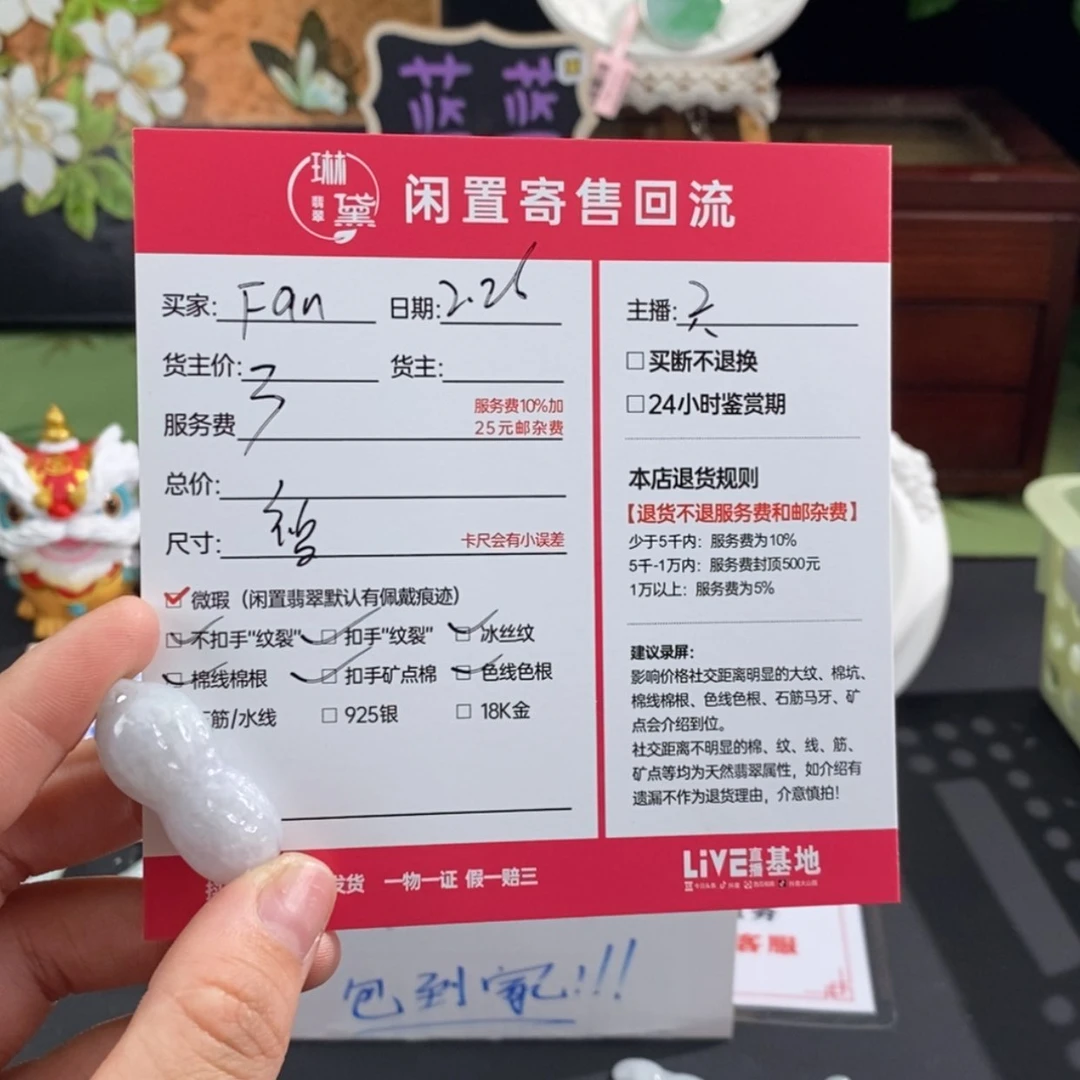 琳黛
翡翠
闲置寄售回流
买家: Fan 日期: 2.26
货主价: 货主:
服务费 服务费10%加
25元邮杂费
总价:
尺寸: 卡尺会有小误差
微瑕（闲置翡翠默认有佩戴痕迹）
不扣手"纹裂" 扣手"纹裂" 冰丝纹
棉线棉根 扣手矿点棉 色线色根
筋/水线 925银 18K金
主播:
买断不退换
24小时鉴赏期
本店退货规则
【退货不退服务费和邮杂费】
少于5千内：服务费为10%
5千-1万内：服务费封顶500元
1万以上：服务费为5%
建议录屏：
影响价格社交距离明显的大纹、棉坑、
棉线棉根、色线色根、石筋马牙、矿
点会介绍到位。
社交距离不明显的棉、纹、线、筋、
矿点等均为天然翡翠属性，如介绍有
遗漏不作为退货理由，介意慎拍！
发货 一物一证 假一赔三
LiVE直播基地
客服
包到家!!!